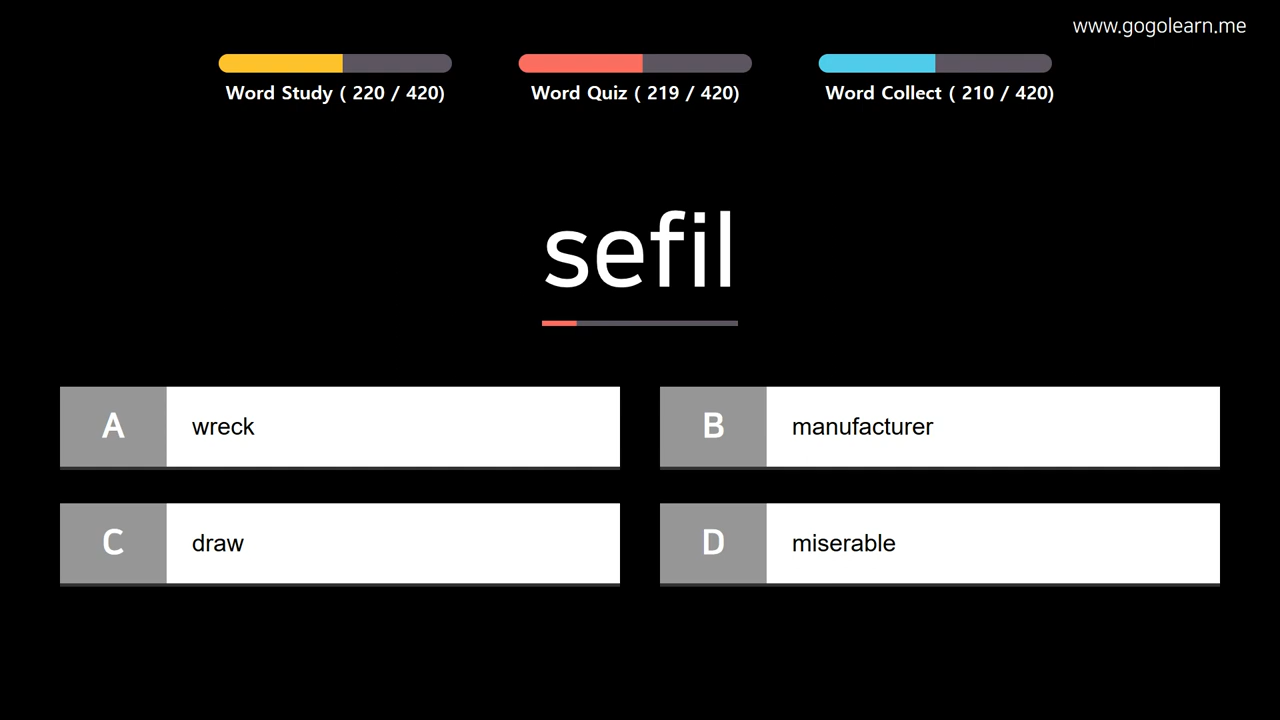 www.gogolearn.me
Word Study ( 220 / 420)
Word Quiz ( 219 / 420)
Word Collect ( 210 / 420)
sefil
A wreck
B manufacturer
C draw
D miserable